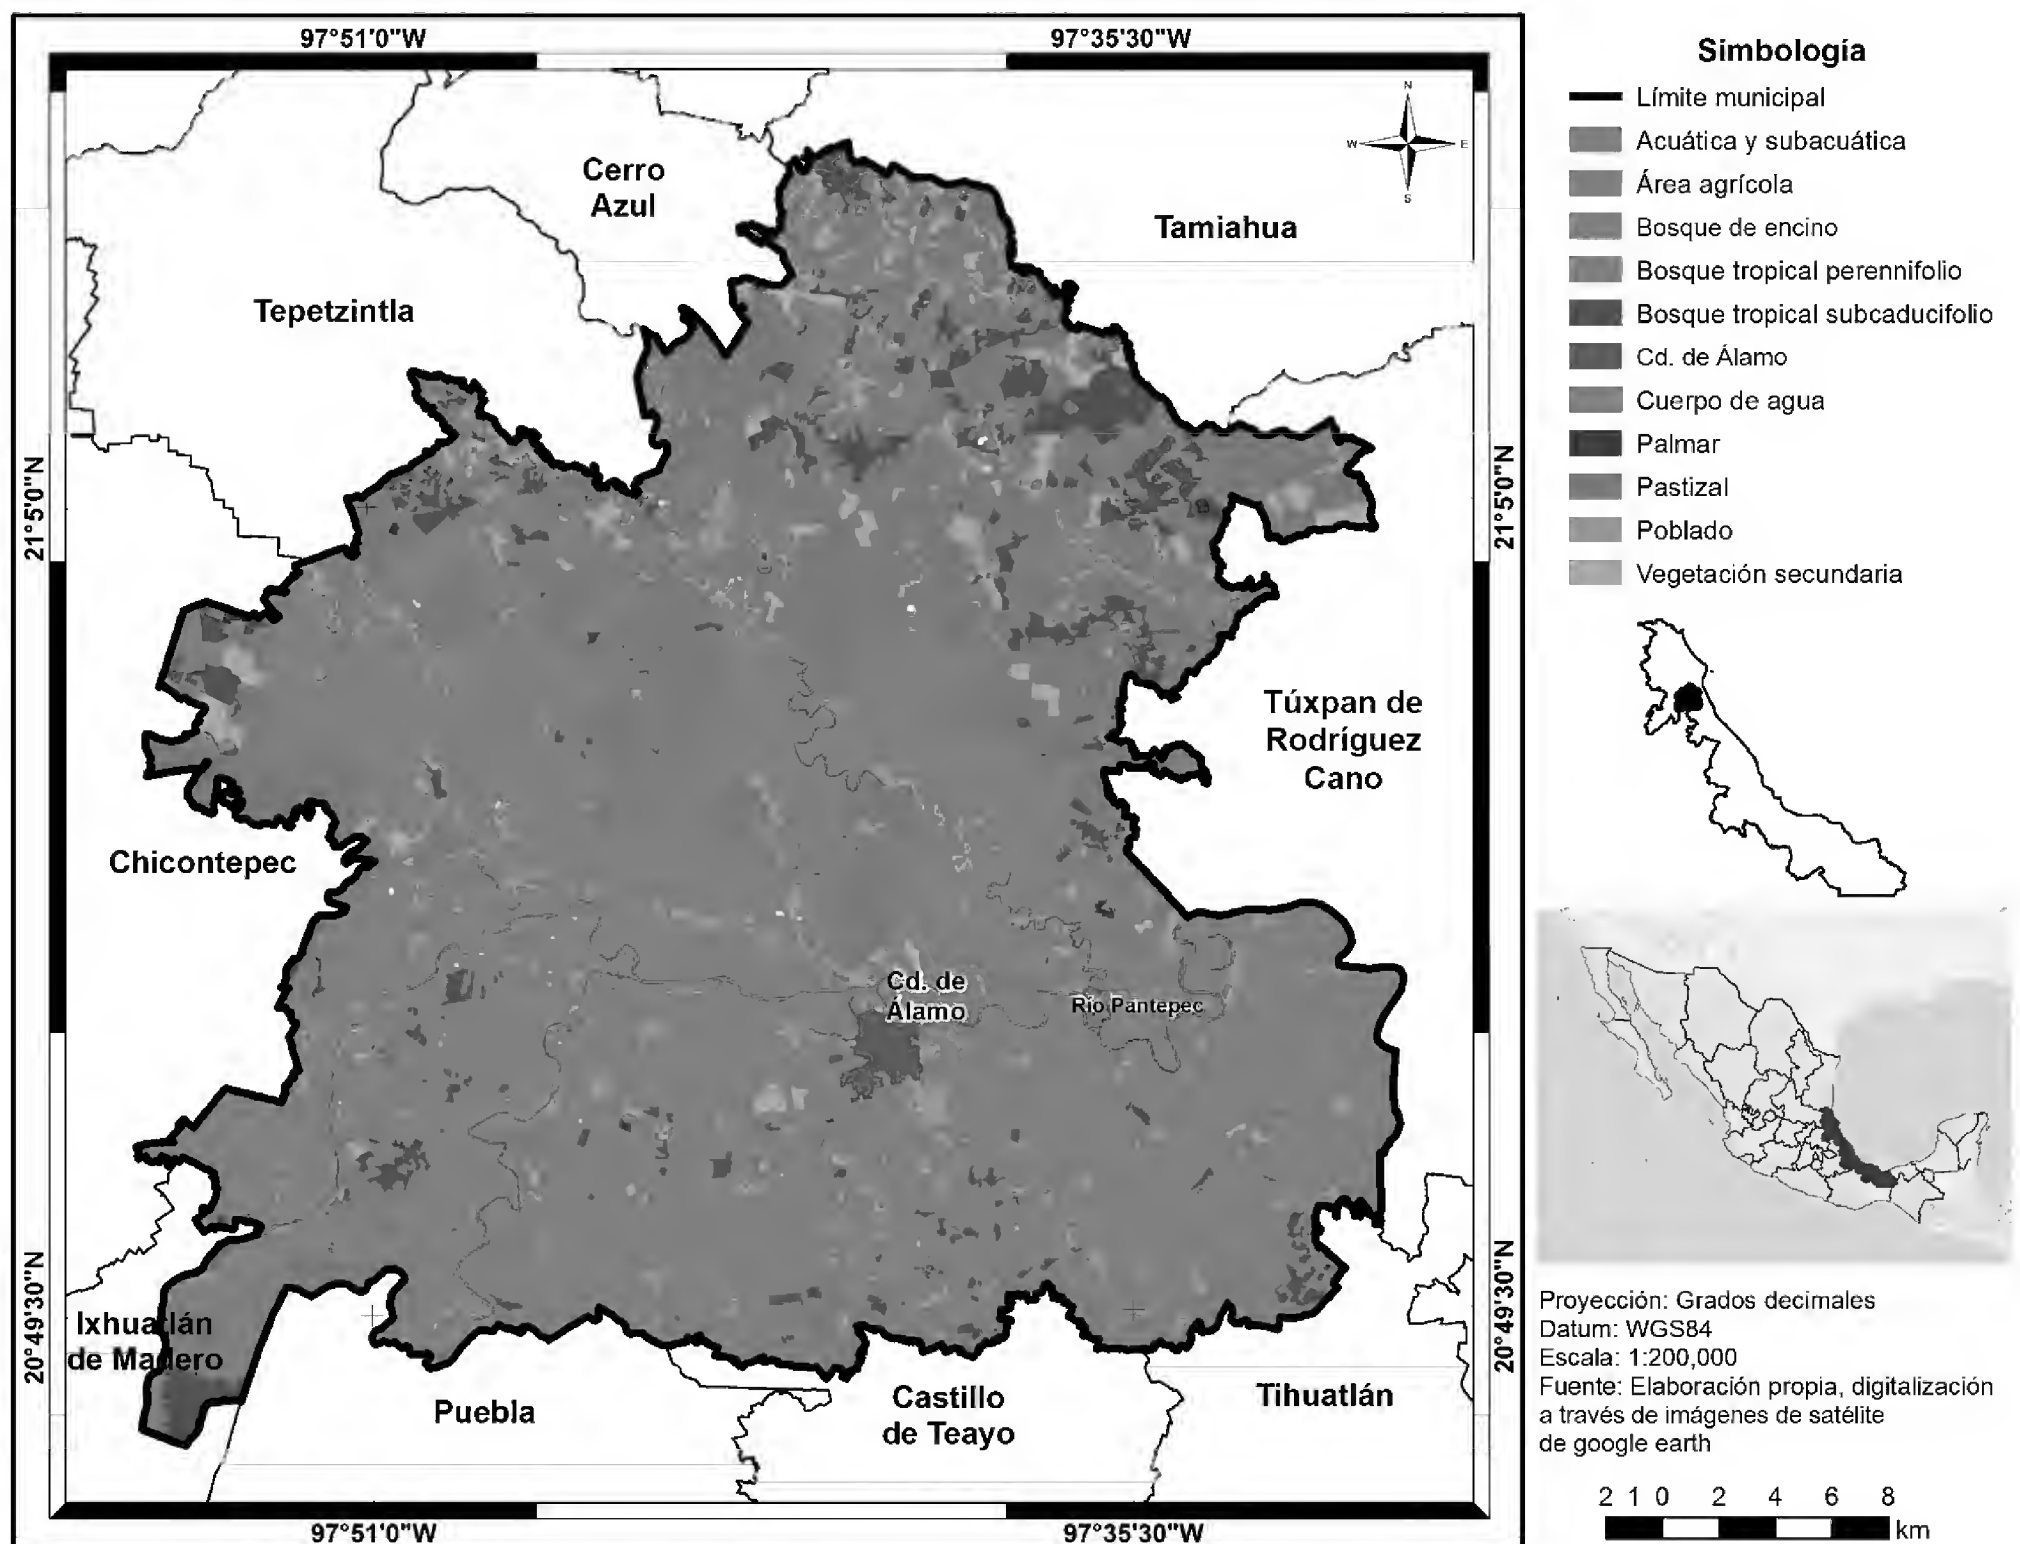 97°51'0"W
97°35'30"W
Simbología
Límite municipal
Acuática y subacuática
Área agrícola
Bosque de encino
Bosque tropical perennifolio
Bosque tropical subcaducifolio
Cd. de Álamo
Cuerpo de agua
Palmar
Pastizal
Poblado
Vegetación secundaria
N
W
E
S
Cerro
Azul
Tamiahua
Tepetzintla
21°5'0"N
21°5'0"N
Túxpan de
Rodríguez
Cano
Chicontepec
Cd. de
Álamo
Río Pantepec
20°49'30"N
20°49'30"N
Ixhuatlán
de Madero
Puebla
Castillo
de Teayo
Tihuatlán
97°51'0"W
97°35'30"W
Proyección: Grados decimales
Datum: WGS84
Escala: 1:200,000
Fuente: Elaboración propia, digitalización
a través de imágenes de satélite
de google earth
2 1 0 2 4 6 8
km